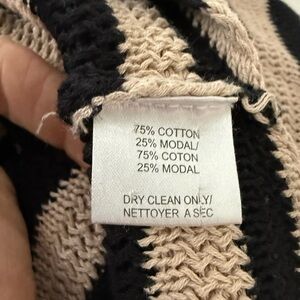 75% COTTON
25% MODAL/
75% COTON
25% MODAL
DRY CLEAN ONLY/
NETTOYER A SEC